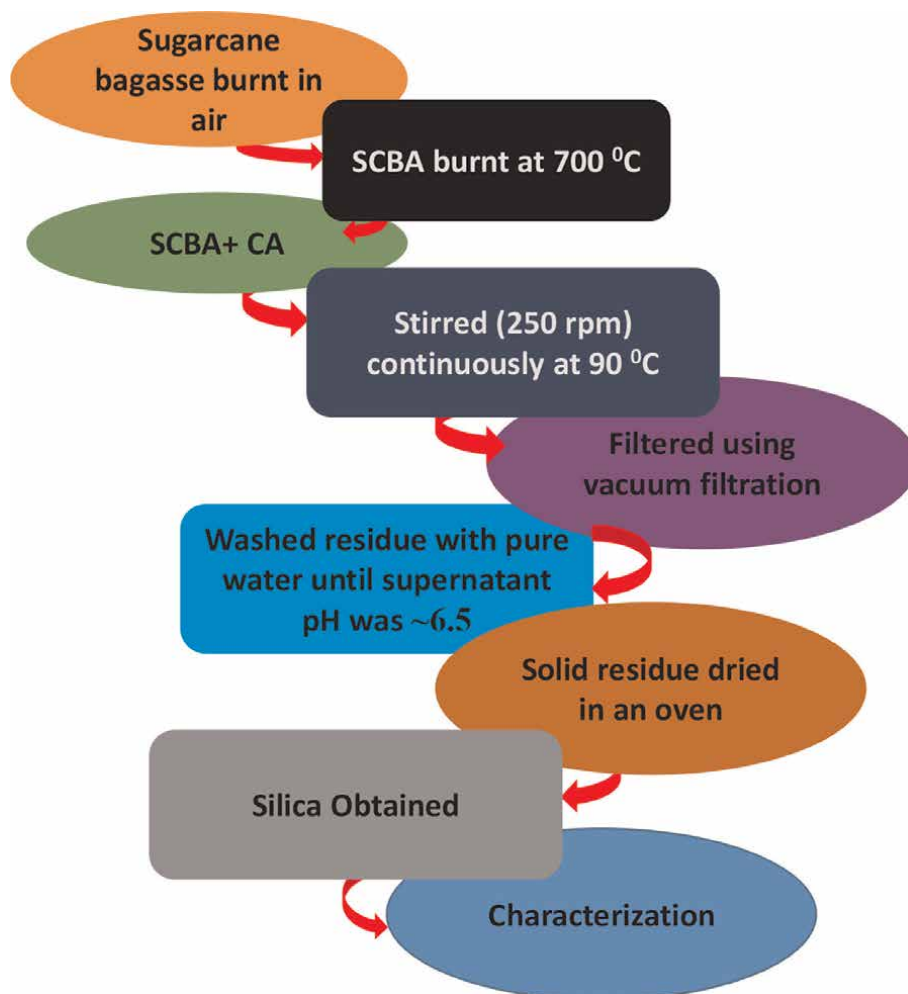 Sugarcane
bagasse burnt in
air
SCBA burnt at 700 ⁰C
SCBA+ CA
Stirred (250 rpm)
continuously at 90 ⁰C
Filtered using
vacuum filtration
Washed residue with pure
water until supernatant
pH was ~6.5
Solid residue dried
in an oven
Silica Obtained
Characterization